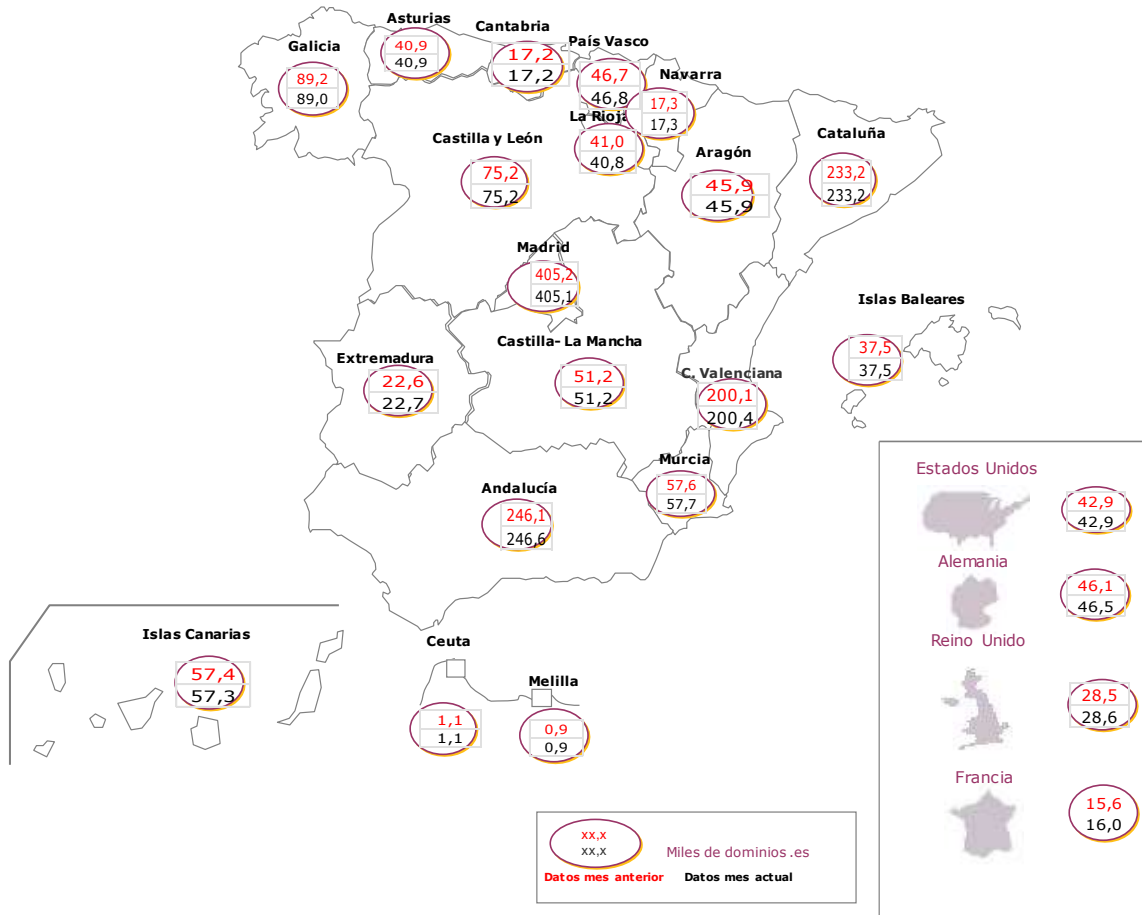 Asturias
40,9
40,9
Cantabria
17,2
17,2
Galicia
89,2
89,0
País Vasco
46,7
46,8
Navarra
17,3
17,3
La Rioja
41,0
40,8
Castilla y León
75,2
75,2
Aragón
45,9
45,9
Cataluña
233,2
233,2
Madrid
405,2
405,1
Islas Baleares
37,5
37,5
Extremadura
22,6
22,7
Castilla- La Mancha
51,2
51,2
C. Valenciana
200,1
200,4
Murcia
57,6
57,7
Andalucía
246,1
246,6
Islas Canarias
57,4
57,3
Ceuta
1,1
1,1
Melilla
0,9
0,9
Estados Unidos
42,9
42,9
Alemania
46,1
46,5
Reino Unido
28,5
28,6
Francia
15,6
16,0
xx,x
xx,x
Miles de dominios .es
Datos mes anterior Datos mes actual